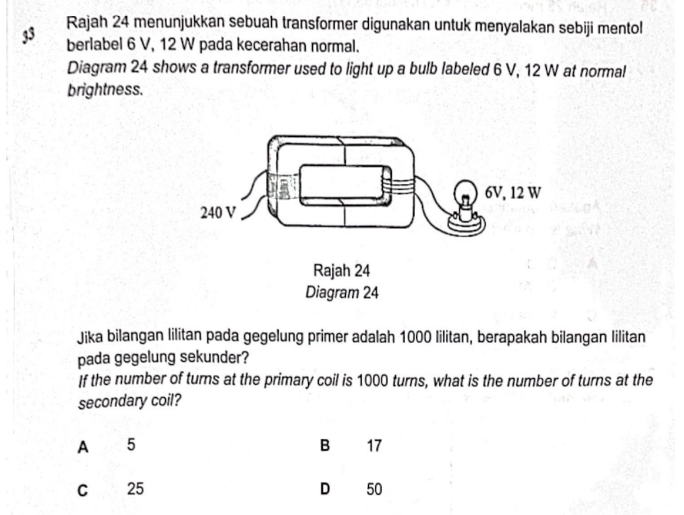 33
Rajah 24 menunjukkan sebuah transformer digunakan untuk menyalakan sebiji mentol
berlabel 6 V, 12 W pada kecerahan normal.
Diagram 24 shows a transformer used to light up a bulb labeled 6 V, 12 W at normal
brightness.
240 V
6V, 12 W
Rajah 24
Diagram 24
Jika bilangan lilitan pada gegelung primer adalah 1000 lilitan, berapakah bilangan lilitan
pada gegelung sekunder?
If the number of turns at the primary coil is 1000 turns, what is the number of turns at the
secondary coil?
A 5 B 17
C 25 D 50